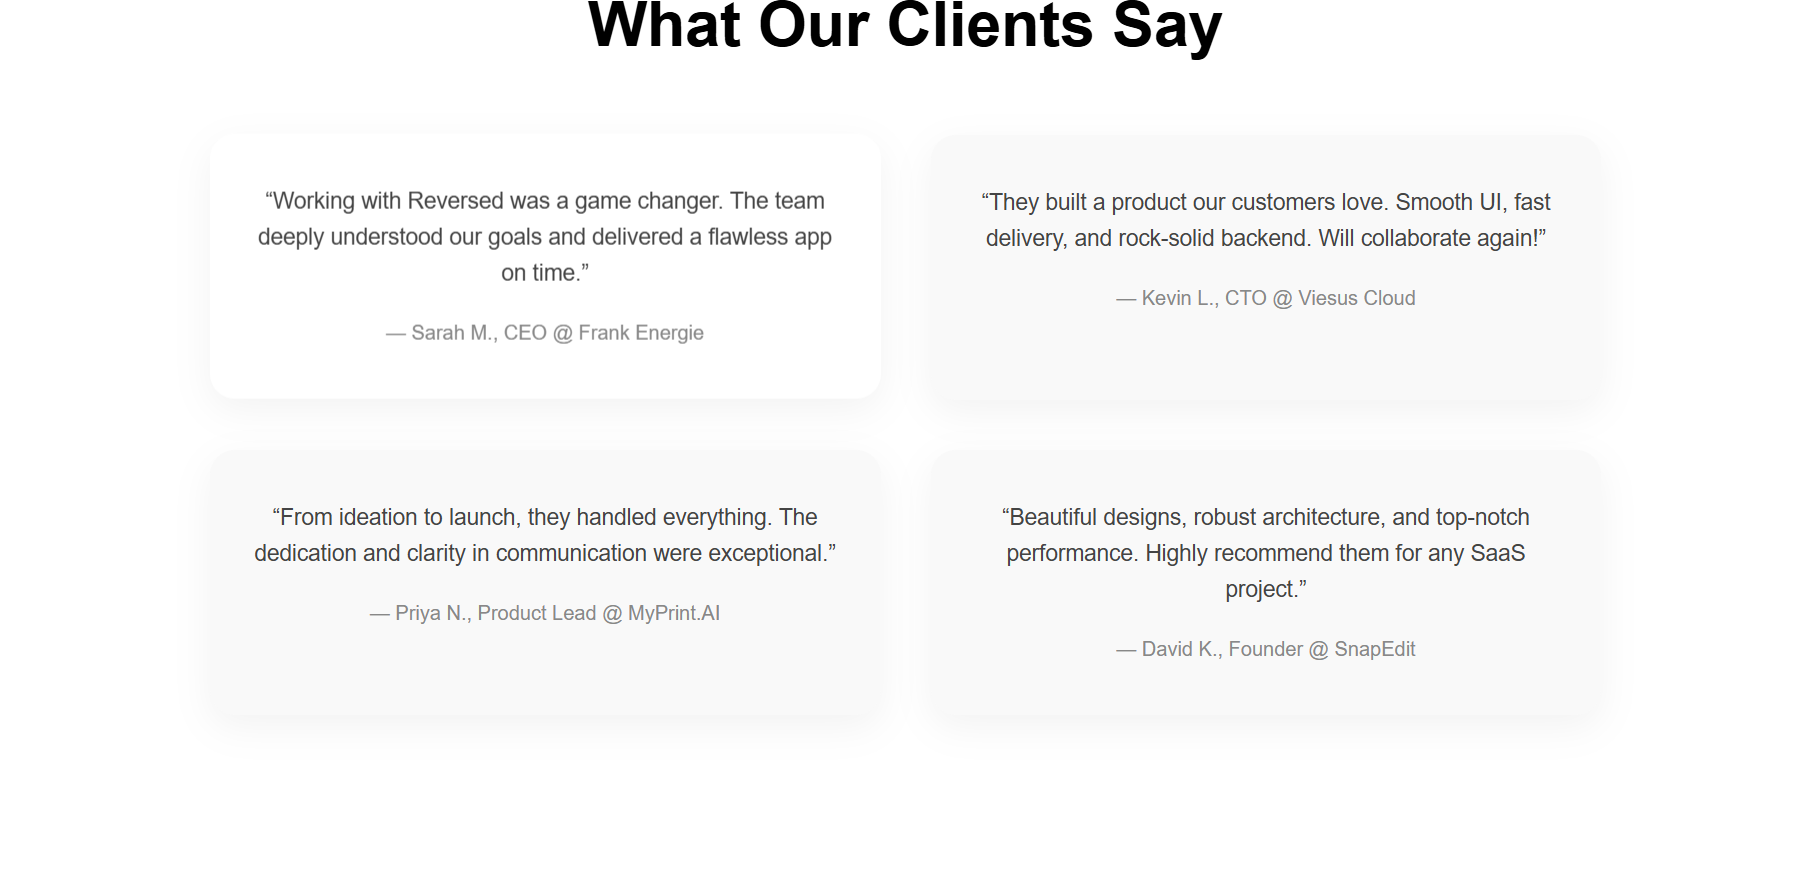 What Our Clients Say
“Working with Reversed was a game changer. The team
deeply understood our goals and delivered a flawless app
on time.”
— Sarah M., CEO @ Frank Energie
“They built a product our customers love. Smooth UI, fast
delivery, and rock-solid backend. Will collaborate again!”
— Kevin L., CTO @ Viesus Cloud
“From ideation to launch, they handled everything. The
dedication and clarity in communication were exceptional.”
— Priya N., Product Lead @ MyPrint.AI
“Beautiful designs, robust architecture, and top-notch
performance. Highly recommend them for any SaaS
project.”
— David K., Founder @ SnapEdit